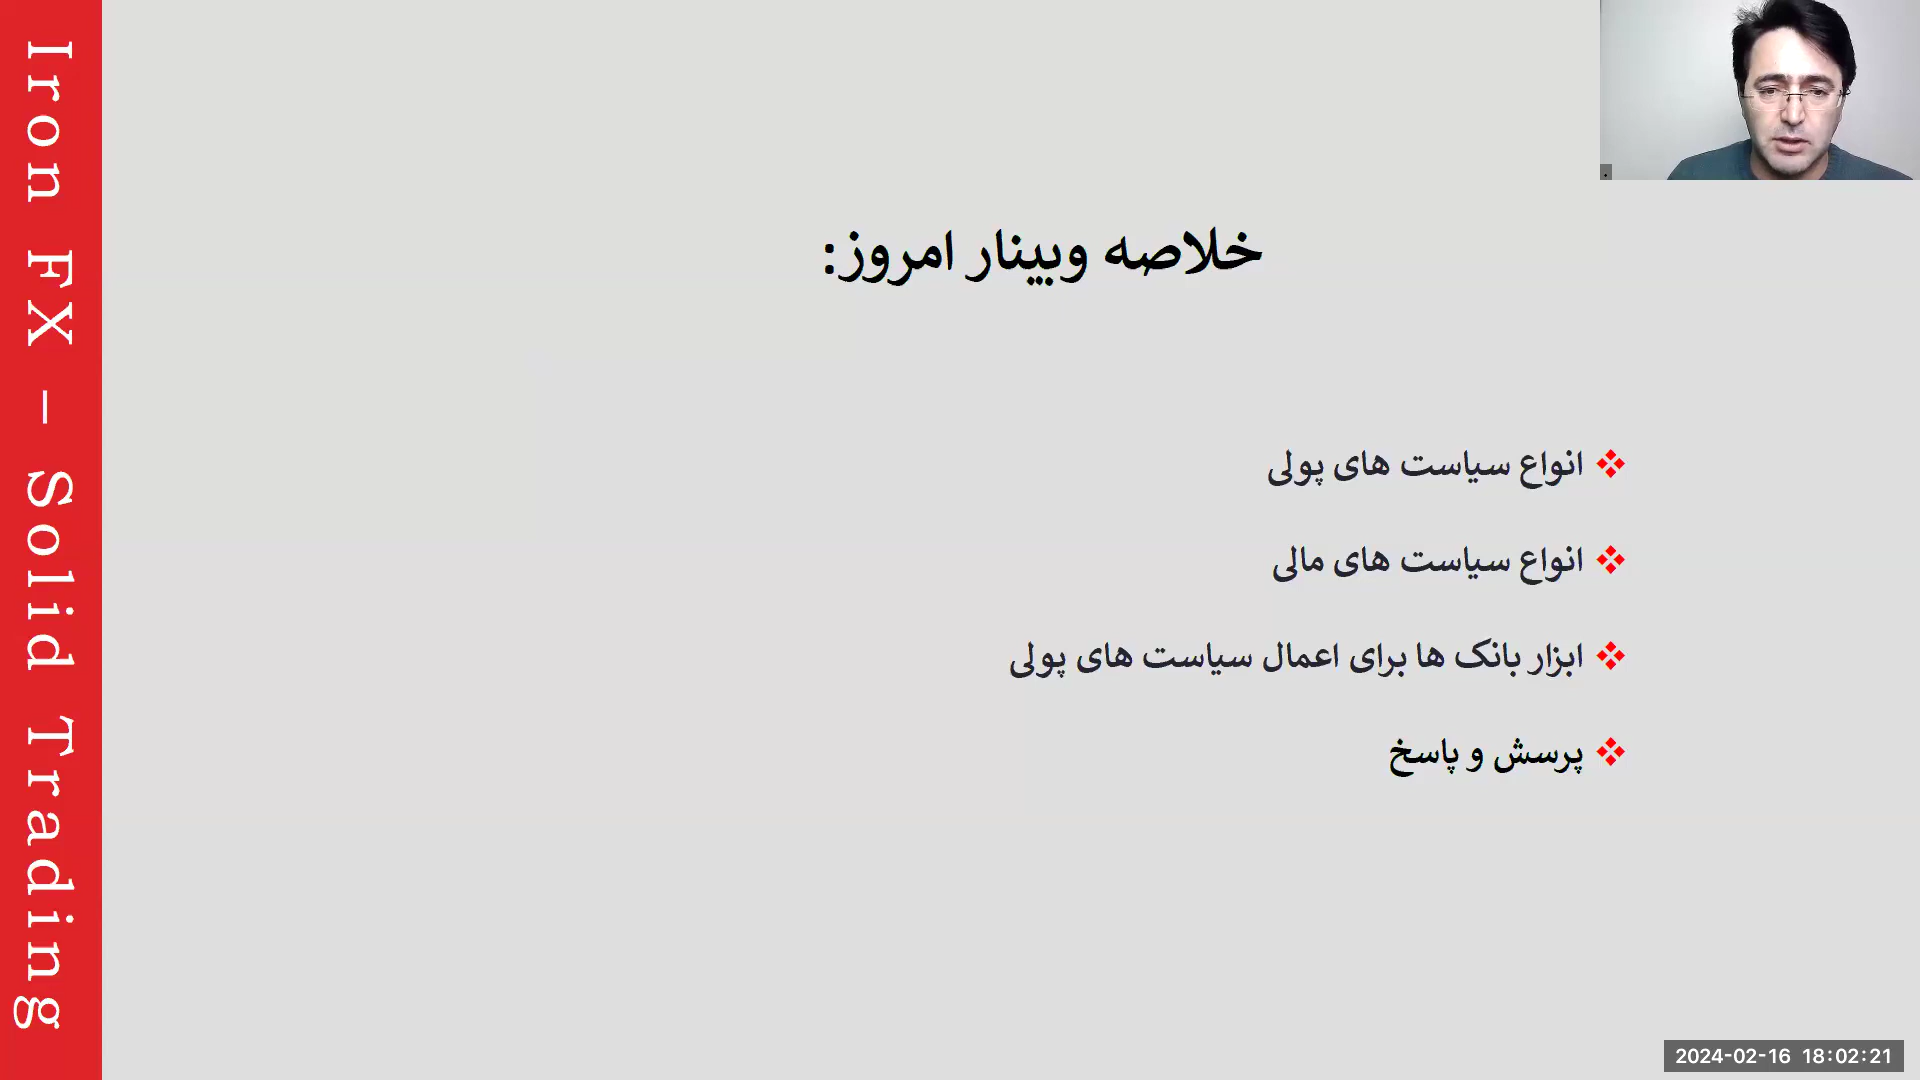 Iron FX – Solid Trading
خلاصه وبینار امروز:
انواع سیاست های پولی
انواع سیاست های مالی
ابزار بانک ها برای اعمال سیاست های پولی
پرسش و پاسخ
2024-02-16 18:02:21